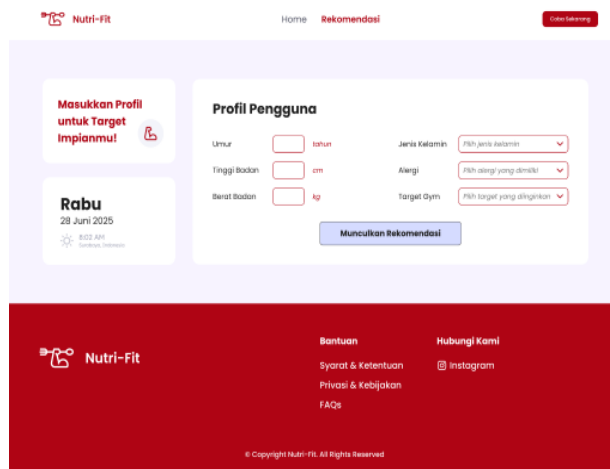 Nutri-Fit
Home
Rekomendasi
Coba Sekarang
Masukkan Profil
untuk Target
Impianmu!
Rabu
28 Juni 2025
8:02 AM
Surabaya, Indonesia
Profil Pengguna
Umur
tahun
Jenis Kelamin
Pilih jenis kelamin
Tinggi Badan
cm
Alergi
Pilih alergi yang dimiliki
Berat Badan
kg
Target Gym
Pilih target yang diinginkan
Munculkan Rekomendasi
Nutri-Fit
Bantuan
Syarat & Ketentuan
Privasi & Kebijakan
FAQs
Hubungi Kami
Instagram
© Copyright Nutri-Fit. All Rights Reserved